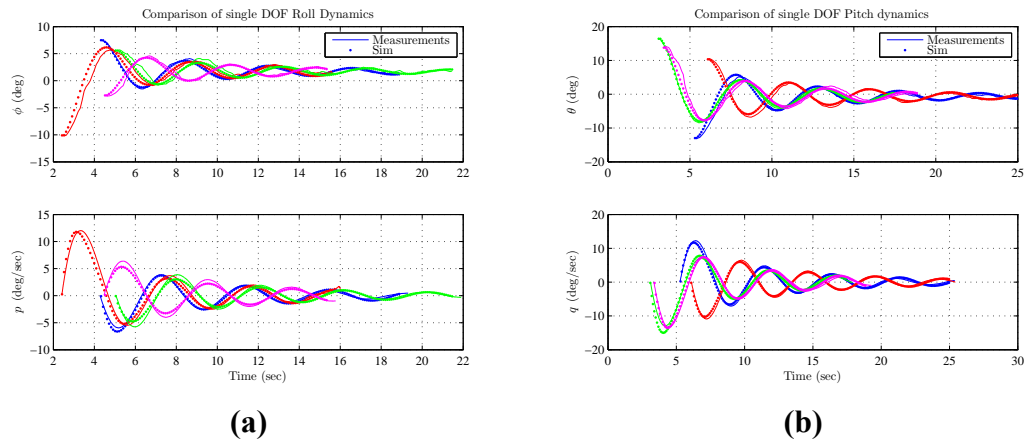 Comparison of single DOF Roll Dynamics
10
5
0
−5
−10
−15
ϕ (deg)
Measurements
Sim
2 4 6 8 10 12 14 16 18 20 22
15
10
5
0
−5
−10
p (deg/sec)
2 4 6 8 10 12 14 16 18 20 22
Time (sec)
(a)
Comparison of single DOF Pitch dynamics
20
10
0
−10
−20
θ (deg)
Measurements
Sim
0 5 10 15 20 25
20
10
0
−10
−20
q (deg/sec)
0 5 10 15 20 25 30
Time (sec)
(b)